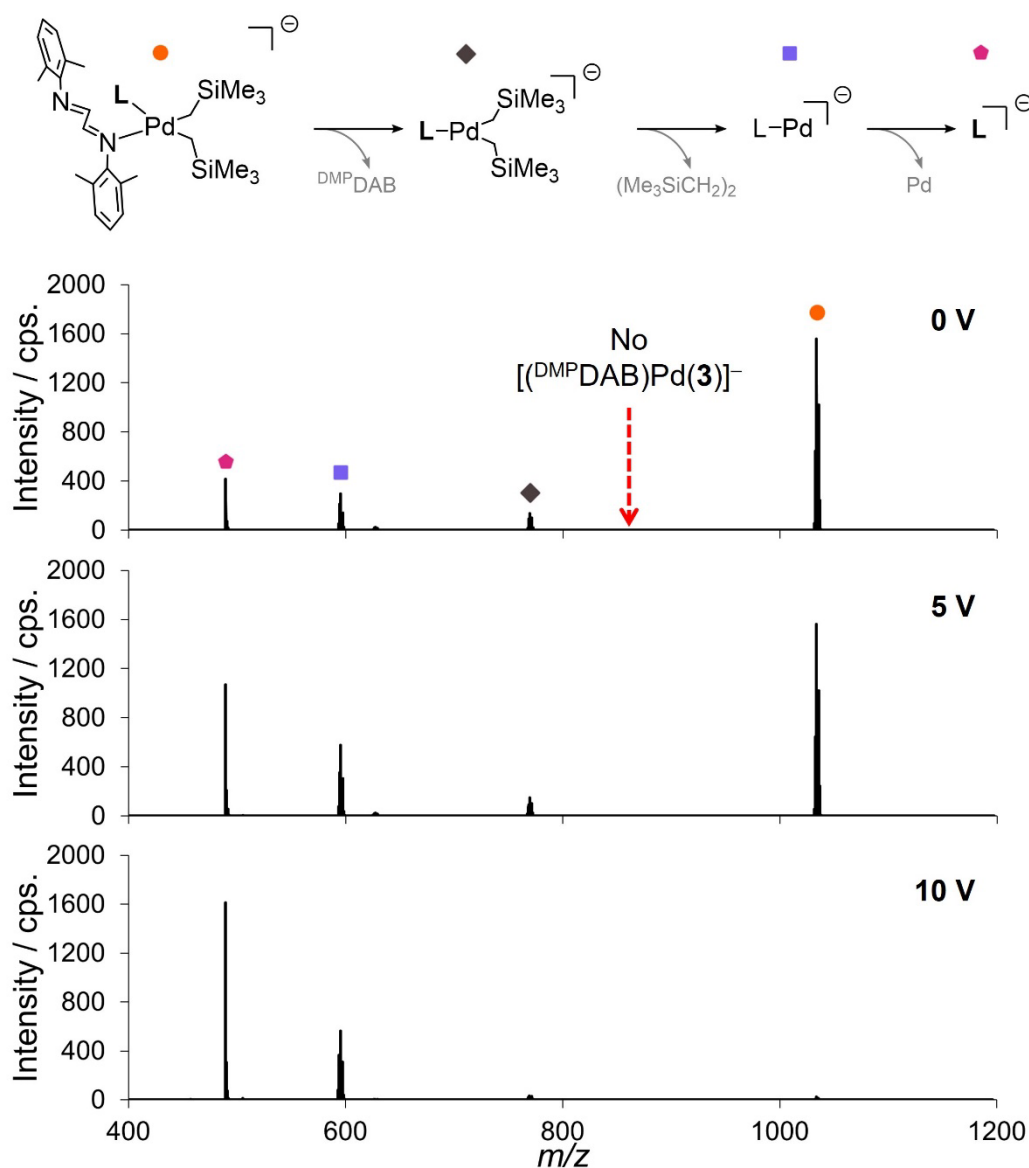 ⊖
L
N
N
Pd
SiMe3
SiMe3
DMPDAB
L-Pd
SiMe3
SiMe3
⊖
(Me3SiCH2)2
L-Pd
⊖
Pd
L
⊖
2000
1600
1200
800
400
0
Intensity / cps.
No
[(DMPDAB)Pd(3)]–
0 V
2000
1600
1200
800
400
0
Intensity / cps.
5 V
2000
1600
1200
800
400
0
Intensity / cps.
10 V
400 600 800 1000 1200
m/z